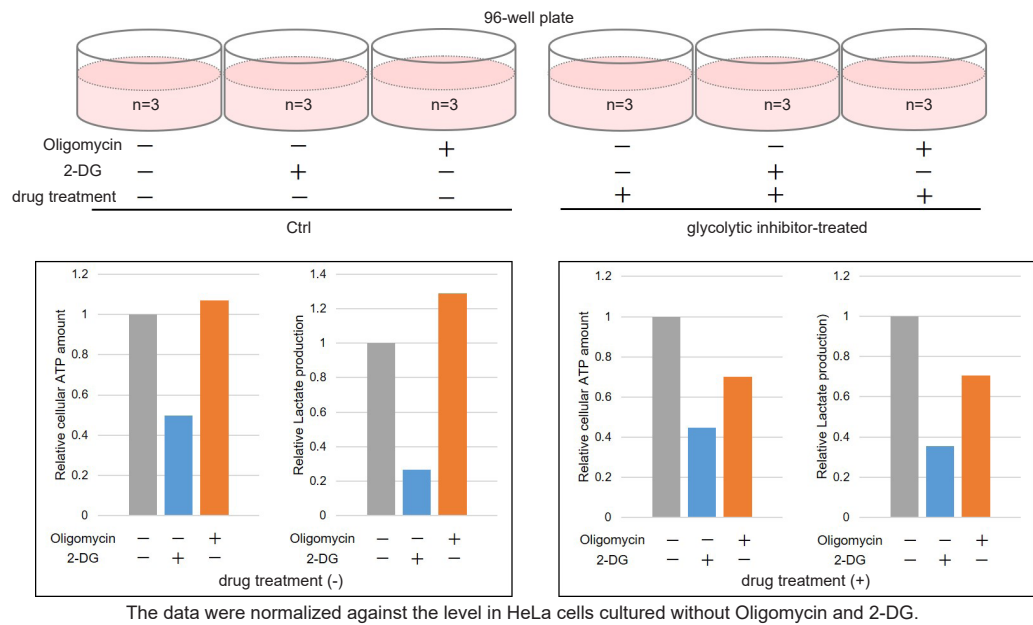 96-well plate
n=3 n=3 n=3 n=3 n=3 n=3
Oligomycin − − + − − +
2-DG − + − − + −
drug treatment − − − + + +
Ctrl glycolytic inhibitor-treated
Relative cellular ATP amount
1.2
1
0.8
0.6
0.4
0.2
0
Relative Lactate production
1.4
1.2
1
0.8
0.6
0.4
0.2
0
Oligomycin − − + Oligomycin − − +
2-DG − + − 2-DG − + −
drug treatment (-)
Relative cellular ATP amount
1.2
1
0.8
0.6
0.4
0.2
0
Relative Lactate production)
1.2
1
0.8
0.6
0.4
0.2
0
Oligomycin − − + Oligomycin − − +
2-DG − + − 2-DG − + −
drug treatment (+)
The data were normalized against the level in HeLa cells cultured without Oligomycin and 2-DG.